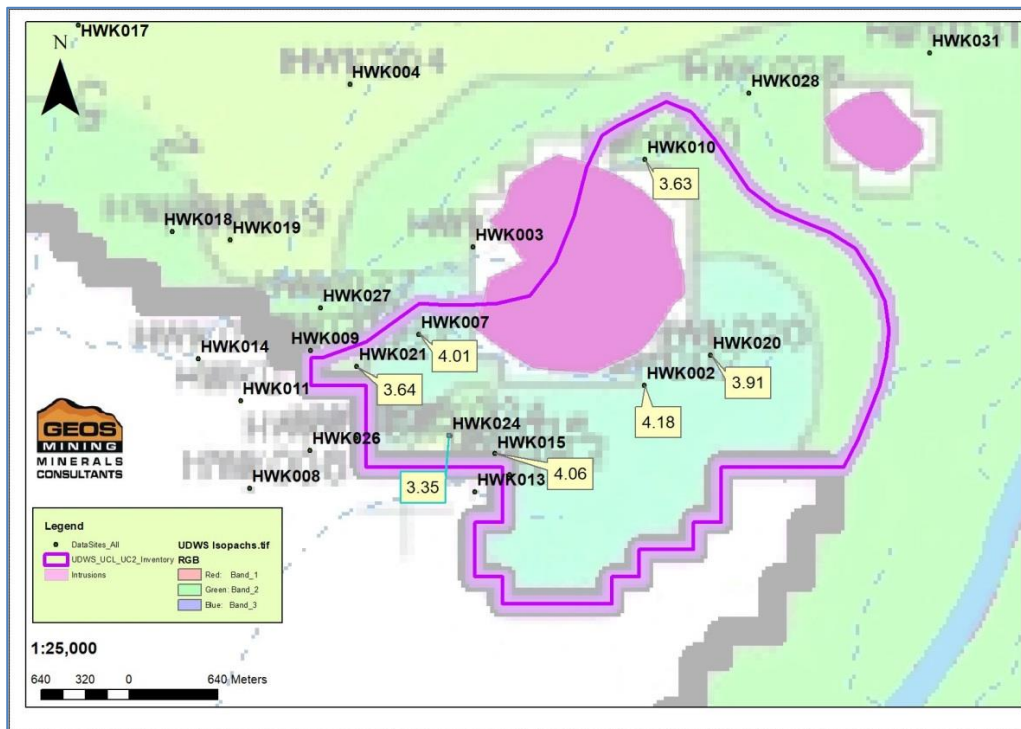 HWK017
N
HWK031
HWK004
HWK028
HWK010
3.63
HWK018
HWK019
HWK003
HWK027
HWK007
4.01
HWK009
HWK014
HWK021
3.64
HWK020
3.91
HWK002
4.18
HWK011
HWK024
3.35
HWK015
4.06
HWK026
HWK013
HWK008
GEOS
MINING
MINERALS
CONSULTANTS
Legend
DataSites_All
UDWS_UCL_UC2_Inventory
Intrusions
UDWS Isopachs.tif
RGB
Red: Band_1
Green: Band_2
Blue: Band_3
1:25,000
640 320 0 640 Meters